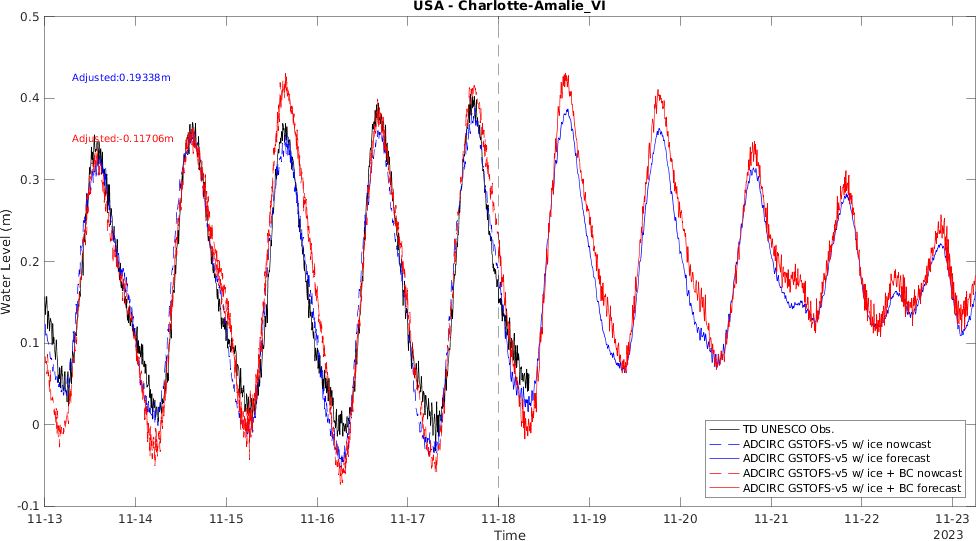 USA - Charlotte-Amalie_VI
0.5
Adjusted:0.19338m
0.4
Adjusted:-0.11706m
0.3
Water Level (m)
0.2
0.1
0
-0.1
TD UNESCO Obs.
ADCIRC GSTOFS-v5 w/ ice nowcast
ADCIRC GSTOFS-v5 w/ ice forecast
ADCIRC GSTOFS-v5 w/ice + BC nowcast
ADCIRC GSTOFS-v5 w/ice + BC forecast
11-13 11-14 11-15 11-16 11-17 11-18 11-19 11-20 11-21 11-22 11-23
Time
2023